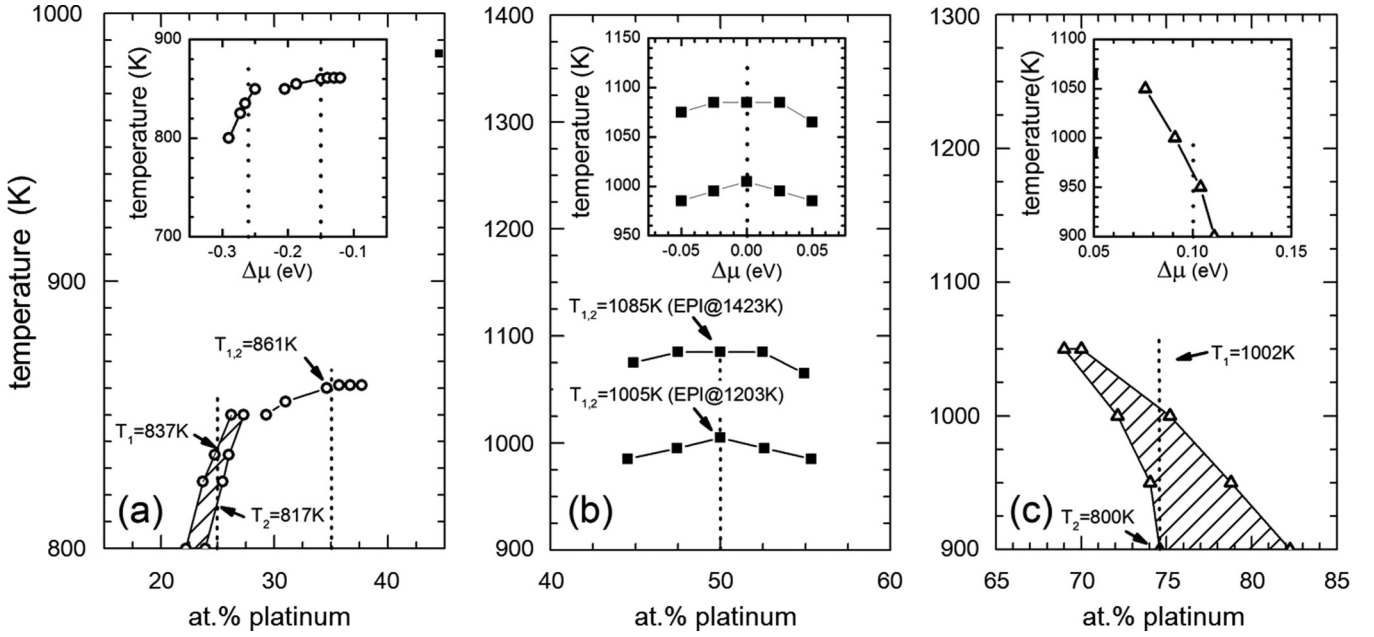 1000
900
800
temperature (K)
20
30
40
at.% platinum
900
800
700
temperature (K)
-0.3
-0.2
-0.1
Δμ (eV)
T1,2=861K
T1=837K
T2=817K
(a)
1400
1300
1200
1100
1000
900
40
50
60
at.% platinum
1150
1100
1050
1000
950
temperature (K)
-0.05
0.00
0.05
Δμ (eV)
T1,2=1085K (EPI@1423K)
T1,2=1005K (EPI@1203K)
(b)
1300
1200
1100
1000
900
65
70
75
80
85
at.% platinum
1100
1050
1000
950
900
temperature(K)
0.05
0.10
0.15
Δμ (eV)
T1=1002K
T2=800K
(c)